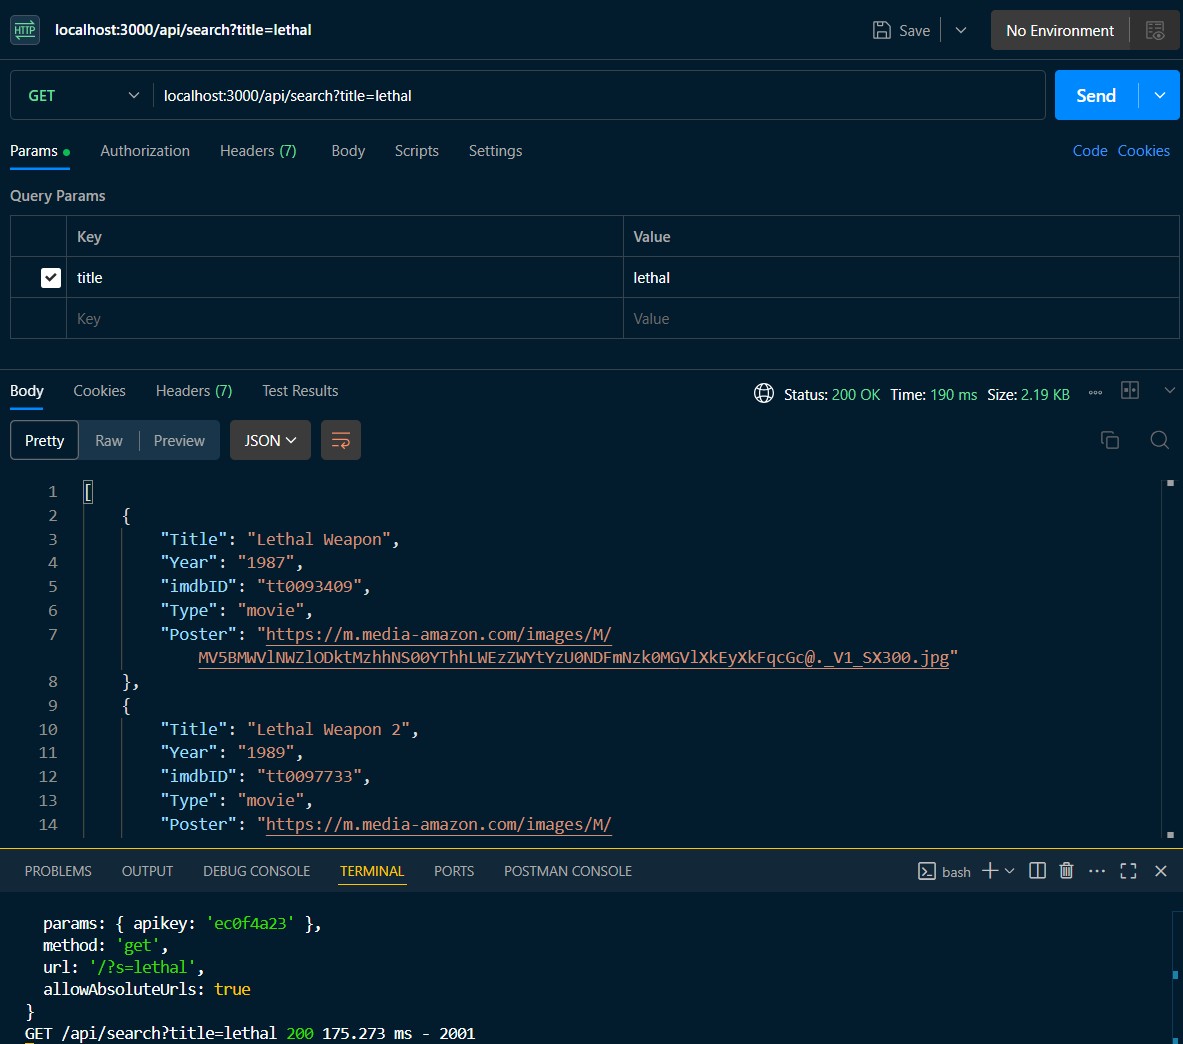 HTTP localhost:3000/api/search?title=lethal Save No Environment
GET localhost:3000/api/search?title=lethal Send
Params Authorization Headers (7) Body Scripts Settings Code Cookies
Query Params
Key Value
title lethal
Key Value
Body Cookies Headers (7) Test Results Status: 200 OK Time: 190 ms Size: 2.19 KB
Pretty Raw Preview JSON
1 [
2 {
3 "Title": "Lethal Weapon",
4 "Year": "1987",
5 "imdbID": "tt0093409",
6 "Type": "movie",
7 "Poster": "https://m.media-amazon.com/images/M/
MV5BMWVlNWZlODktMzhhNS00YThhLWEzZWYtYzU0NDFmNzk0MGVlXkEyXkFqcGc@._V1_SX300.jpg"
8 },
9 {
10 "Title": "Lethal Weapon 2",
11 "Year": "1989",
12 "imdbID": "tt0097733",
13 "Type": "movie",
14 "Poster": "https://m.media-amazon.com/images/M/
PROBLEMS OUTPUT DEBUG CONSOLE TERMINAL PORTS POSTMAN CONSOLE bash
params: { apikey: 'ec0f4a23' },
method: 'get',
url: '/?s=lethal',
allowAbsoluteUrls: true
}
GET /api/search?title=lethal 200 175.273 ms - 2001